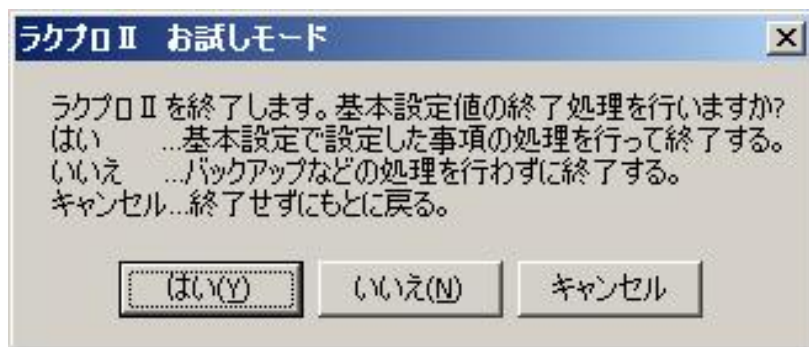 ラクプロⅡ　お試しモード
ラクプロⅡを終了します。基本設定値の終了処理を行いますか?
はい　　...基本設定で設定した事項の処理を行って終了する。
いいえ　...バックアップなどの処理を行わずに終了する。
キャンセル...終了せずにもとに戻る。
はい(Y)　いいえ(N)　キャンセル